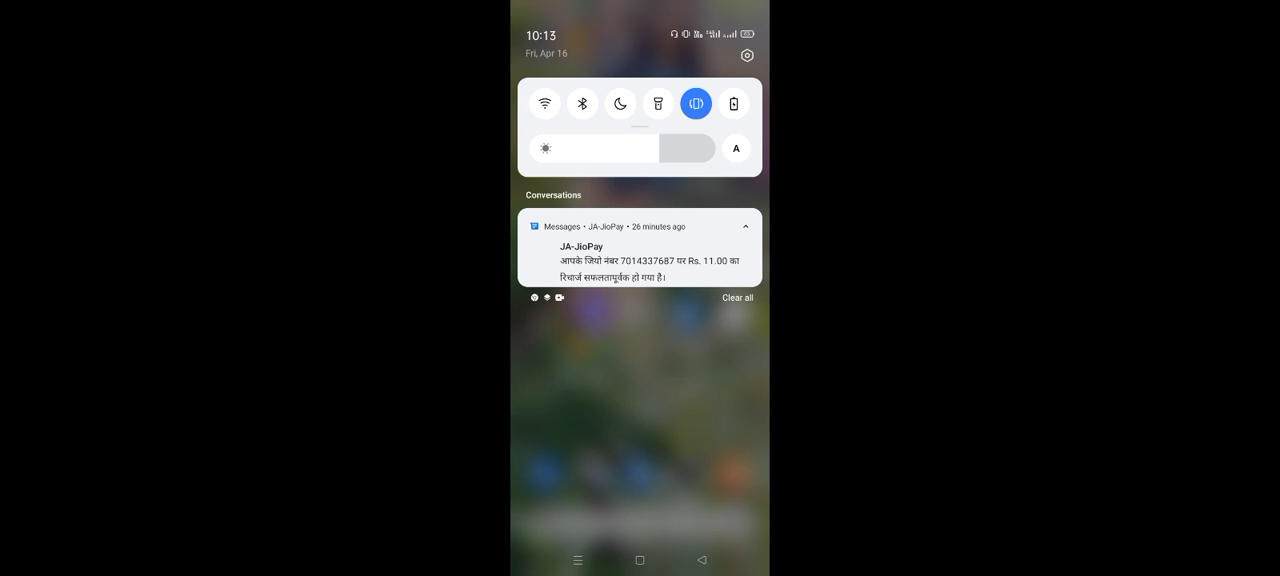 10:13
Fri, Apr 16
A
Conversations
Messages • JA-JioPay • 26 minutes ago
JA-JioPay
आपके जियो नंबर 7014337687 पर Rs. 11.00 का
रिचार्ज सफलतापूर्वक हो गया है।
Clear all